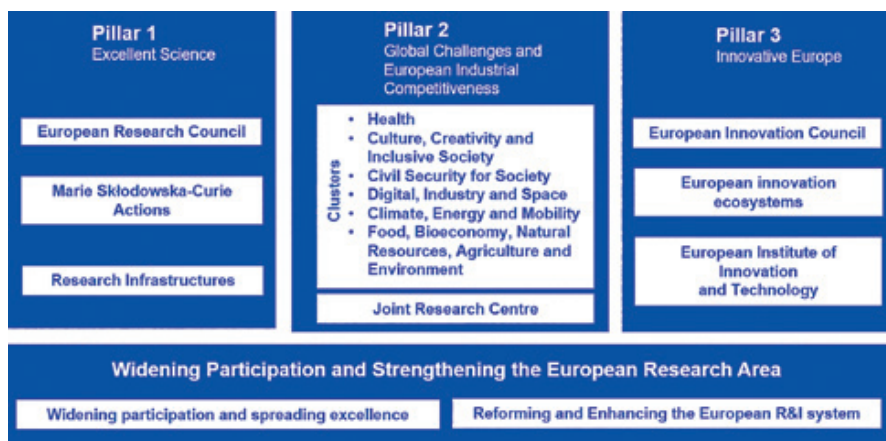 Pillar 1
Excellent Science
European Research Council
Marie Skłodowska-Curie
Actions
Research Infrastructures
Pillar 2
Global Challenges and
European Industrial
Competitiveness
Clustors
• Health
• Culture, Creativity and
Inclusive Society
• Civil Security for Society
• Digital, Industry and Space
• Climate, Energy and Mobility
• Food, Bioeconomy, Natural
Resources, Agriculture and
Environment
Joint Research Centre
Pillar 3
Innovative Europe
European Innovation Council
European innovation
ecosystems
European Institute of
Innovation
and Technology
Widening Participation and Strengthening the European Research Area
Widening participation and spreading excellence
Reforming and Enhancing the European R&I system